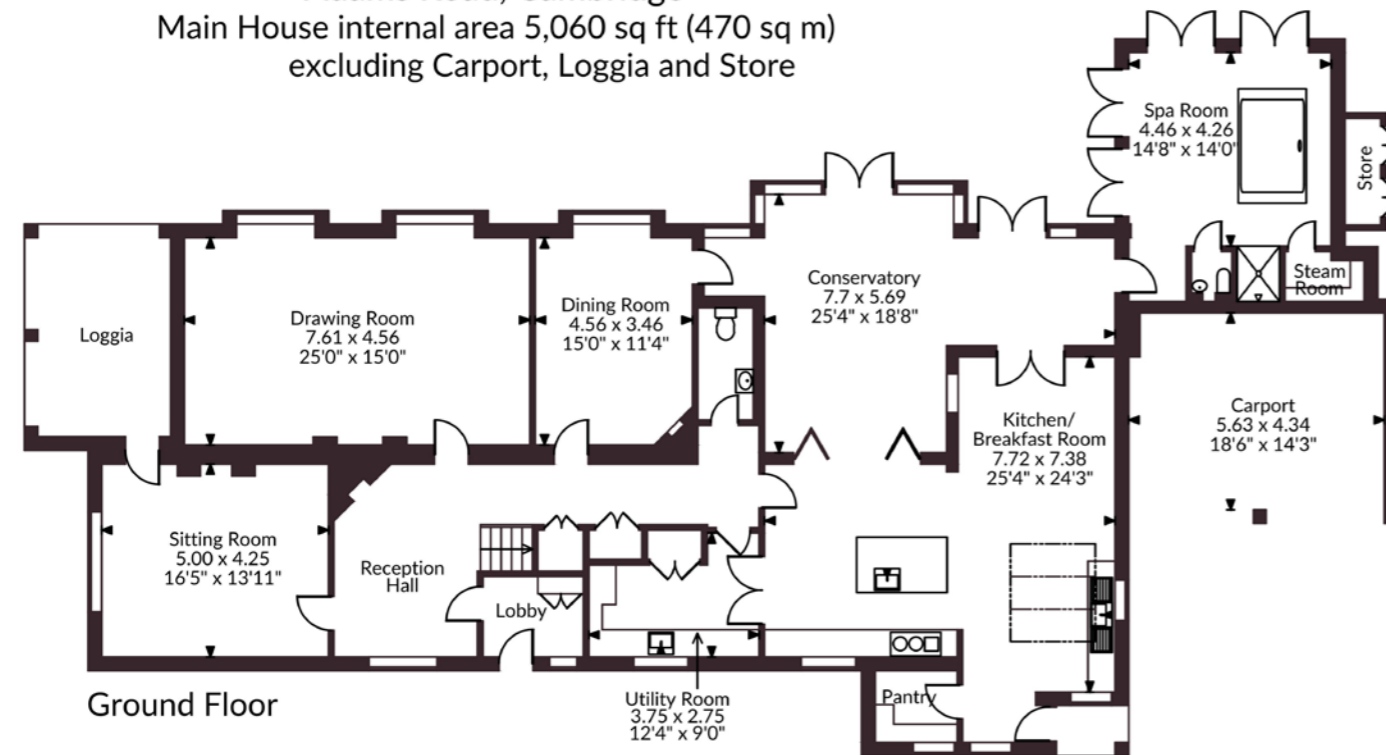 Main House internal area 5,060 sq ft (470 sq m)
excluding Carport, Loggia and Store
Spa Room
4.46 x 4.26
14'8" x 14'0"
Store
Steam
Room
Conservatory
7.7 x 5.69
25'4" x 18'8"
Dining Room
4.56 x 3.46
15'0" x 11'4"
Drawing Room
7.61 x 4.56
25'0" x 15'0"
Loggia
Kitchen/
Breakfast Room
7.72 x 7.38
25'4" x 24'3"
Carport
5.63 x 4.34
18'6" x 14'3"
Sitting Room
5.00 x 4.25
16'5" x 13'11"
Reception
Hall
Lobby
Utility Room
3.75 x 2.75
12'4" x 9'0"
Pantry
Ground Floor